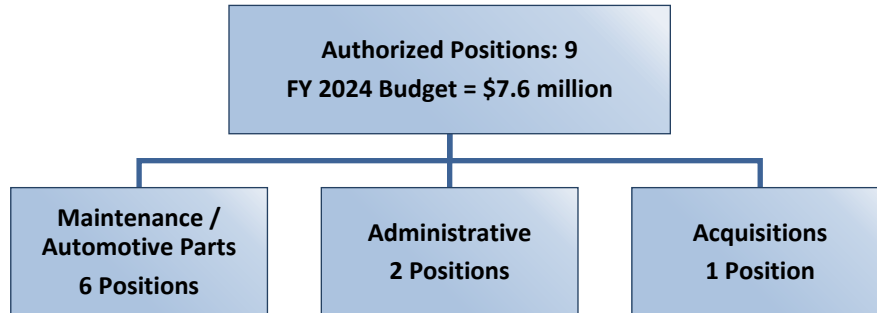 Authorized Positions: 9
FY 2024 Budget = $7.6 million
Maintenance /
Automotive Parts
6 Positions
Administrative
2 Positions
Acquisitions
1 Position